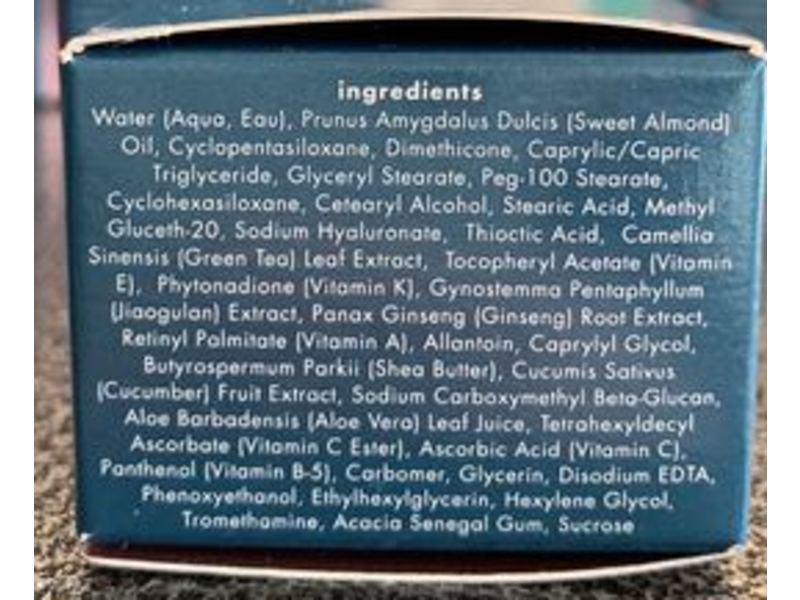 ingredients
Water (Aqua, Eau), Prunus Amygdalus Dulcis (Sweet Almond)
Oil, Cyclopentasiloxane, Dimethicone, Caprylic/Capric
Triglyceride, Glyceryl Stearate, Peg-100 Stearate,
Cyclohexasiloxane, Cetearyl Alcohol, Stearic Acid, Methyl
Gluceth-20, Sodium Hyaluronate, Thioctic Acid, Camellia
Sinensis (Green Tea) Leaf Extract, Tocopheryl Acetate (Vitamin
E), Phytonadione (Vitamin K), Gynostemma Pentaphyllum
(Jiaogulan) Extract, Panax Ginseng (Ginseng) Root Extract,
Retinyl Palmitate (Vitamin A), Allantoin, Caprylyl Glycol,
Butyrospermum Parkii (Shea Butter), Cucumis Sativus
(Cucumber) Fruit Extract, Sodium Carboxymethyl Beta-Glucan,
Aloe Barbadensis (Aloe Vera) Leaf Juice, Tetrahexyldecyl
Ascorbate (Vitamin C Ester), Ascorbic Acid (Vitamin C),
Panthenol (Vitamin B-5), Carbomer, Glycerin, Disodium EDTA,
Phenoxyethanol, Ethylhexylglycerin, Hexylene Glycol,
Tromethamine, Acacia Senegal Gum, Sucrose